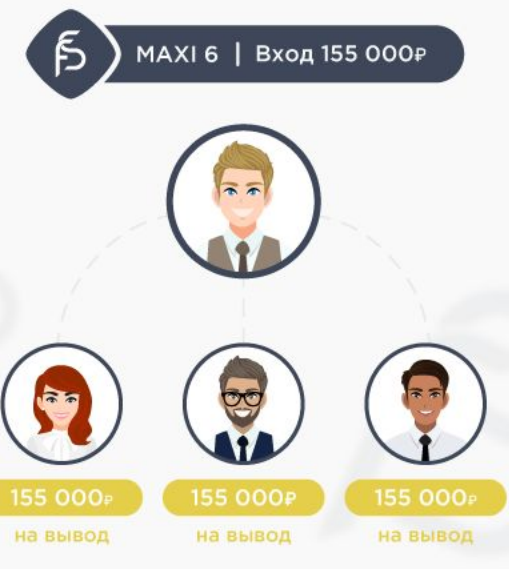 MAXI 6 | Вход 155 000₽
155 000₽ 155 000₽ 155 000₽
на вывод на вывод на вывод